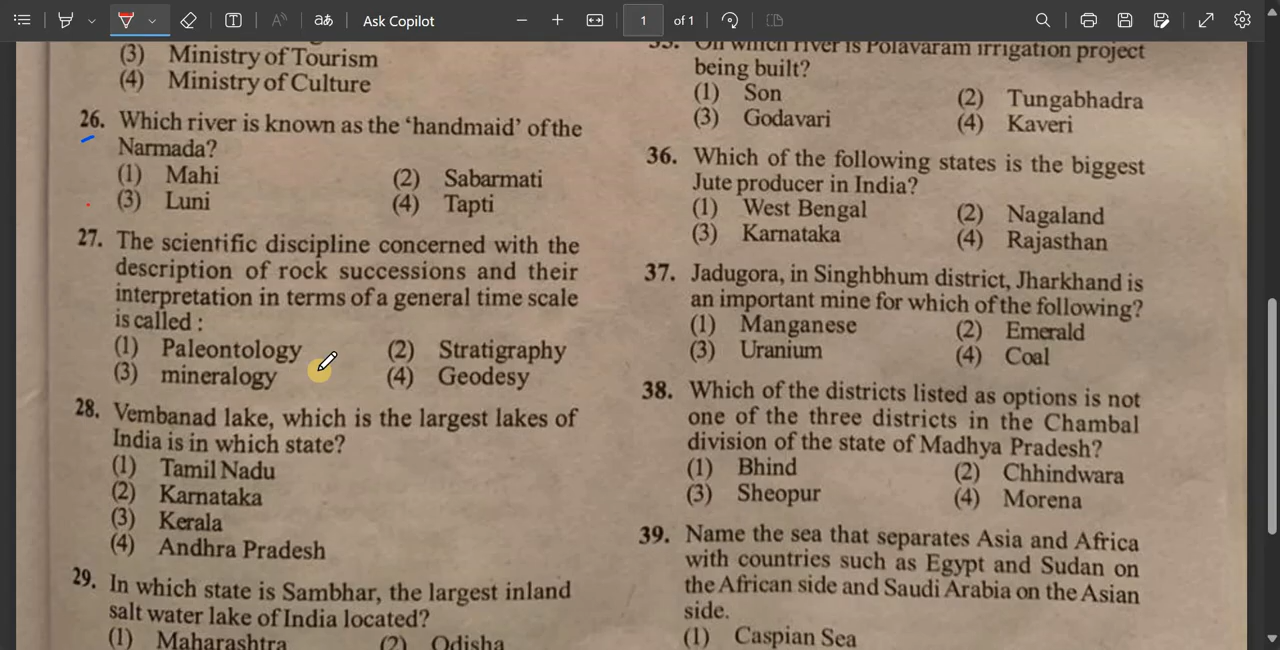 Ask Copilot
1
of 1
(3) Ministry of Tourism
(4) Ministry of Culture
26. Which river is known as the ‘handmaid’ of the
Narmada?
(1) Mahi (2) Sabarmati
(3) Luni (4) Tapti
27. The scientific discipline concerned with the
description of rock successions and their
interpretation in terms of a general time scale
is called :
(1) Paleontology (2) Stratigraphy
(3) mineralogy (4) Geodesy
28. Vembanad lake, which is the largest lakes of
India is in which state?
(1) Tamil Nadu
(2) Karnataka
(3) Kerala
(4) Andhra Pradesh
29. In which state is Sambhar, the largest inland
salt water lake of India located?
(1) Maharashtra (2) Odisha
35. On which river is Polavaram irrigation project
being built?
(1) Son (2) Tungabhadra
(3) Godavari (4) Kaveri
36. Which of the following states is the biggest
Jute producer in India?
(1) West Bengal (2) Nagaland
(3) Karnataka (4) Rajasthan
37. Jadugora, in Singhbhum district, Jharkhand is
an important mine for which of the following?
(1) Manganese (2) Emerald
(3) Uranium (4) Coal
38. Which of the districts listed as options is not
one of the three districts in the Chambal
division of the state of Madhya Pradesh?
(1) Bhind (2) Chhindwara
(3) Sheopur (4) Morena
39. Name the sea that separates Asia and Africa
with countries such as Egypt and Sudan on
the African side and Saudi Arabia on the Asian
side.
(1) Caspian Sea